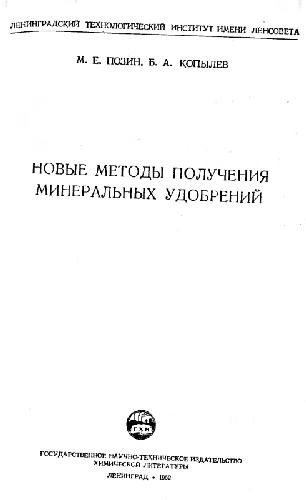 ЛЕНИНГРАДСКИЙ ТЕХНОЛОГИЧЕСКИЙ ИНСТИТУТ ИМЕНИ ЛЕНСОВЕТА
М. Е. ПОЗИН, Б. А. КОПЫЛЕВ
НОВЫЕ МЕТОДЫ ПОЛУЧЕНИЯ
МИНЕРАЛЬНЫХ УДОБРЕНИЙ
ГХИ
ГОСУДАРСТВЕННОЕ НАУЧНО-ТЕХНИЧЕСКОЕ ИЗДАТЕЛЬСТВО
ХИМИЧЕСКОЙ ЛИТЕРАТУРЫ
ЛЕНИНГРАД • 1962